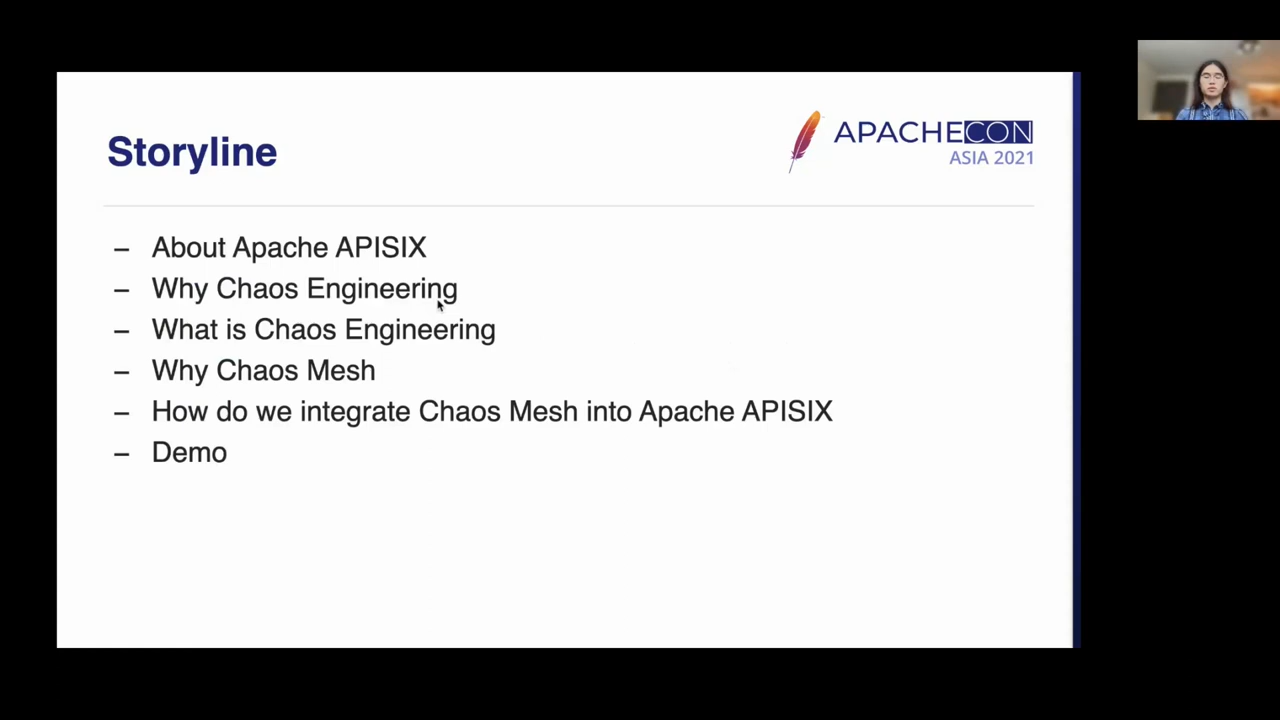 Storyline
APACHECON
ASIA 2021
– About Apache APISIX
– Why Chaos Engineering
– What is Chaos Engineering
– Why Chaos Mesh
– How do we integrate Chaos Mesh into Apache APISIX
– Demo